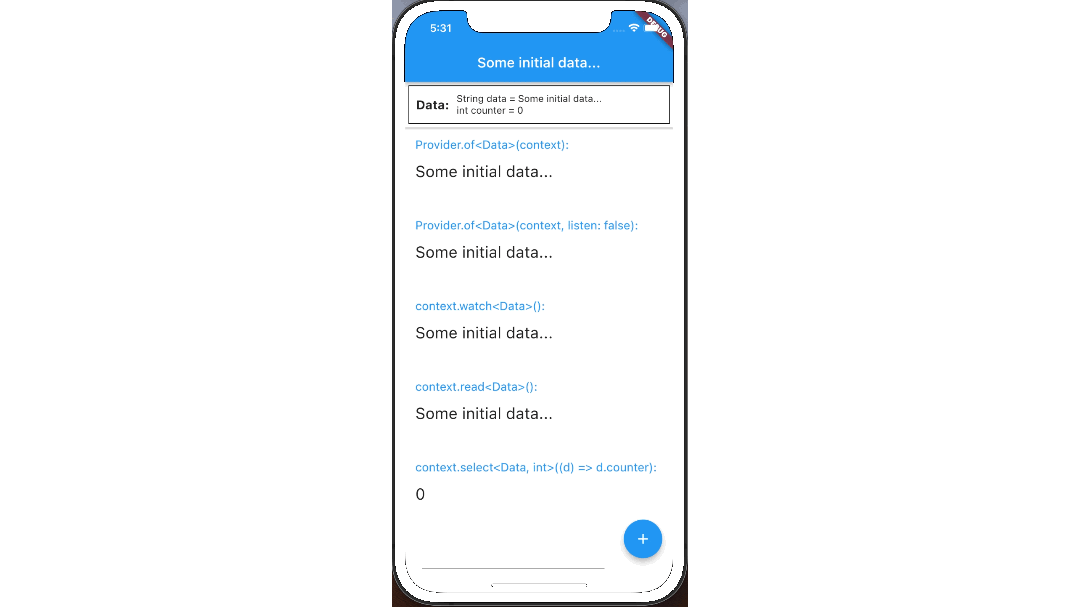 5:31
DEBUG
Some initial data...
Data:
String data = Some initial data...
int counter = 0
Provider.of<Data>(context):
Some initial data...
Provider.of<Data>(context, listen: false):
Some initial data...
context.watch<Data>():
Some initial data...
context.read<Data>():
Some initial data...
context.select<Data, int>((d) => d.counter):
0
+